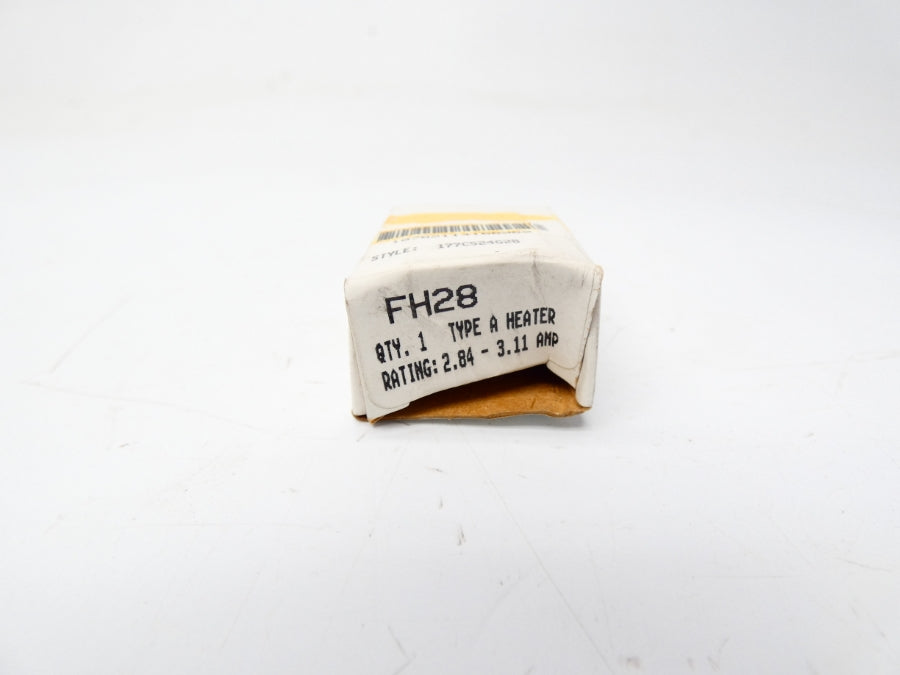 STYLE: 177C524G28
FH28
QTY. 1 TYPE A HEATER
RATING: 2.84 - 3.11 AMP